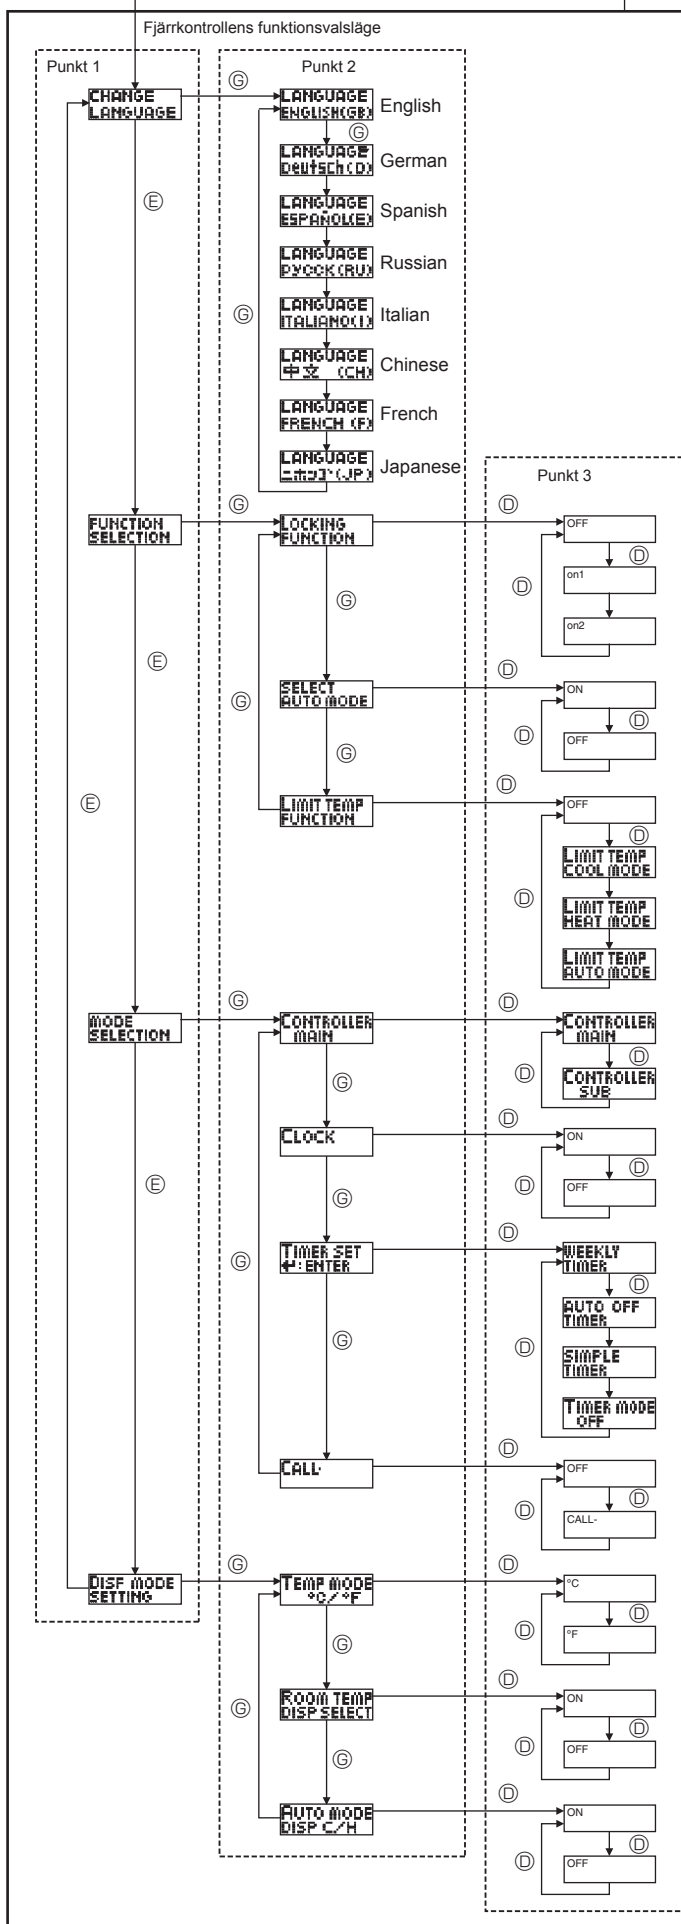 Fjärrkontrollens funktionsvalsläge
Punkt 1
Punkt 2
CHANGE
LANGUAGE
Ⓖ
LANGUAGE
ENGLISH(GB)
English
Ⓖ
LANGUAGE
Deutsch(D)
German
Ⓔ
LANGUAGE
ESPAÑOL(E)
Spanish
LANGUAGE
РУССК(RU)
Russian
Ⓖ
LANGUAGE
ITALIANO(I)
Italian
LANGUAGE
中文 (CH)
Chinese
LANGUAGE
FRENCH (F)
French
LANGUAGE
ニホンゴ(JP)
Japanese
Punkt 3
FUNCTION
SELECTION
Ⓖ
LOCKING
FUNCTION
Ⓓ
OFF
Ⓓ
Ⓓ
on1
on2
Ⓖ
Ⓔ
Ⓖ
SELECT
AUTO MODE
Ⓓ
ON
Ⓓ
Ⓓ
OFF
Ⓖ
Ⓔ
LIMIT TEMP
FUNCTION
Ⓓ
OFF
Ⓓ
LIMIT TEMP
COOL MODE
Ⓓ
LIMIT TEMP
HEAT MODE
LIMIT TEMP
AUTO MODE
MODE
SELECTION
Ⓖ
CONTROLLER
MAIN
Ⓓ
CONTROLLER
MAIN
Ⓓ
Ⓓ
CONTROLLER
SUB
Ⓖ
CLOCK
Ⓓ
ON
Ⓓ
Ⓓ
OFF
Ⓔ
Ⓖ
Ⓖ
TIMER SET
↵:ENTER
Ⓓ
WEEKLY
TIMER
Ⓓ
AUTO OFF
TIMER
Ⓓ
SIMPLE
TIMER
TIMER MODE
OFF
Ⓖ
CALL-
Ⓓ
OFF
Ⓓ
Ⓓ
CALL-
DISP MODE
SETTING
Ⓖ
TEMP MODE
°C/°F
Ⓓ
°C
Ⓓ
Ⓓ
°F
Ⓖ
Ⓖ
ROOM TEMP
DISP SELECT
Ⓓ
ON
Ⓓ
Ⓓ
OFF
Ⓖ
AUTO MODE
DISP C/H
Ⓓ
ON
Ⓓ
Ⓓ
OFF